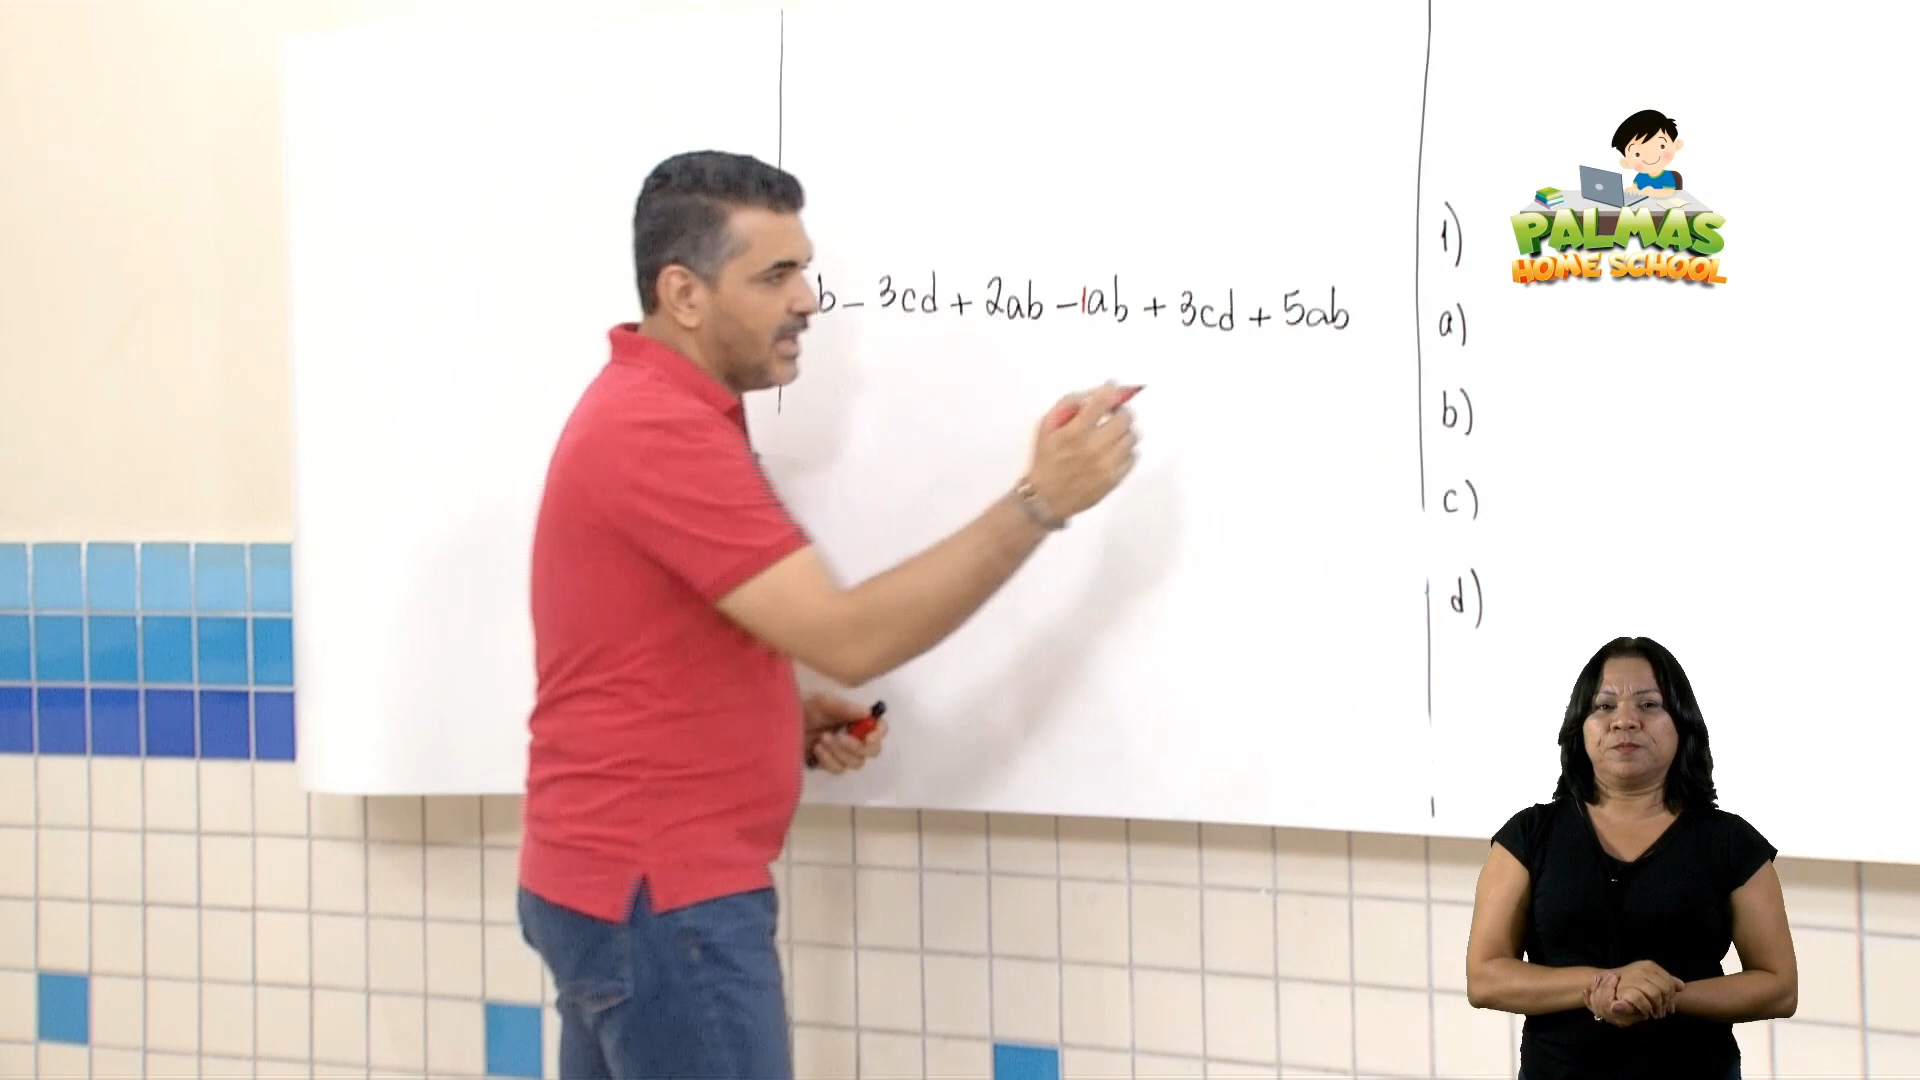 b - 3cd + 2ab - 1ab + 3cd + 5ab
1)
a)
b)
c)
d)
PALMAS
HOME SCHOOL